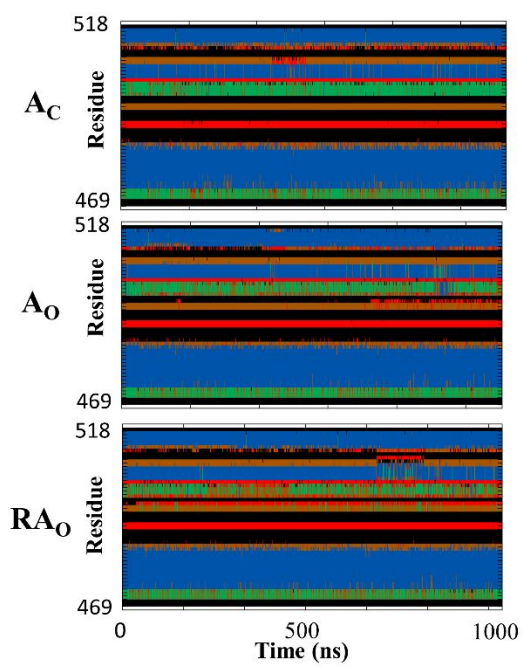 518
A_C
Residue
469
518
A_O
Residue
469
518
RA_O
Residue
469
0 500 1000
Time (ns)